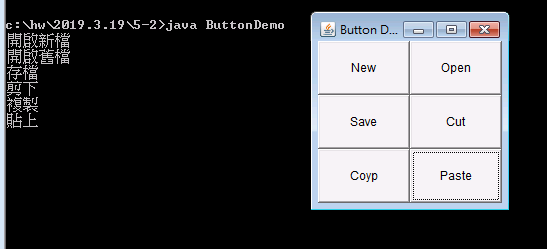 c:\hw\2019.3.19\5-2>java ButtonDemo
開啟新檔
開啟舊檔
存檔
剪下
複製
貼上
Button D...
New
Open
Save
Cut
Coyp
Paste